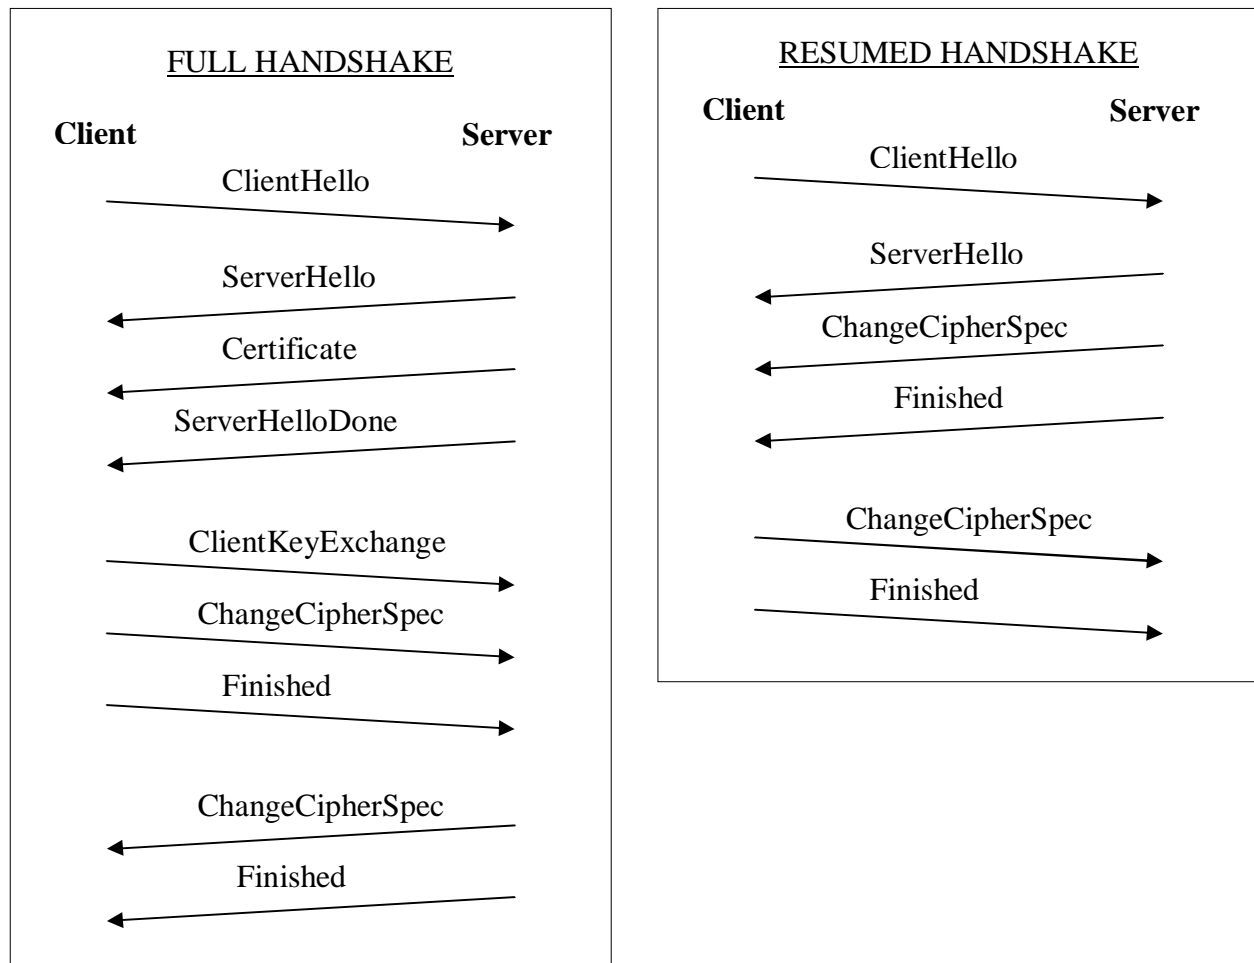 FULL HANDSHAKE
Client Server
ClientHello
ServerHello
Certificate
ServerHelloDone
ClientKeyExchange
ChangeCipherSpec
Finished
ChangeCipherSpec
Finished
RESUMED HANDSHAKE
Client Server
ClientHello
ServerHello
ChangeCipherSpec
Finished
ChangeCipherSpec
Finished